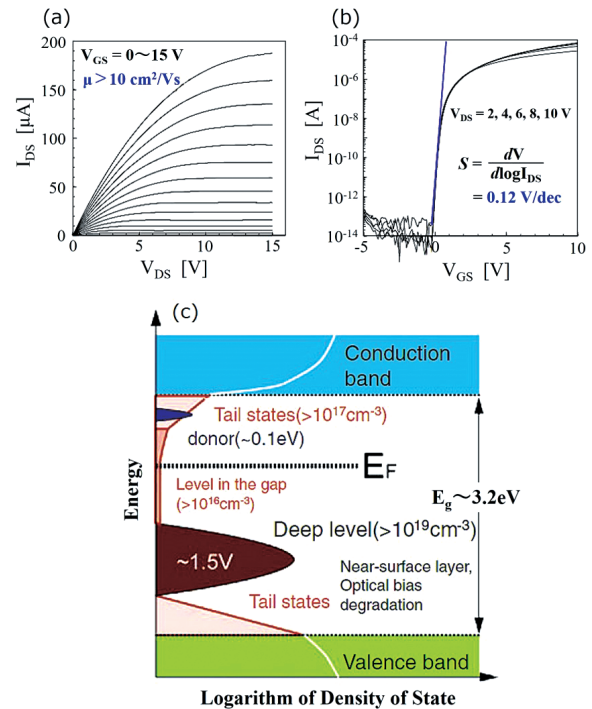 (a)
200
150
100
50
0
I_DS [μA]
V_GS = 0～15 V
μ > 10 cm²/Vs
0 5 10 15
V_DS [V]
(b)
10⁻⁴
10⁻⁶
10⁻⁸
10⁻¹⁰
10⁻¹²
10⁻¹⁴
I_DS [A]
V_DS = 2, 4, 6, 8, 10 V
S = dV / dlogI_DS
= 0.12 V/dec
-5 0 5 10
V_GS [V]
(c)
Conduction
band
Tail states(>10¹⁷cm⁻³)
donor(~0.1eV)
E_F
Level in the gap
(>10¹⁶cm⁻³)
E_g～3.2eV
Deep level(>10¹⁹cm⁻³)
~1.5V
Near-surface layer,
Optical bias
degradation
Tail states
Valence band
Energy
Logarithm of Density of State